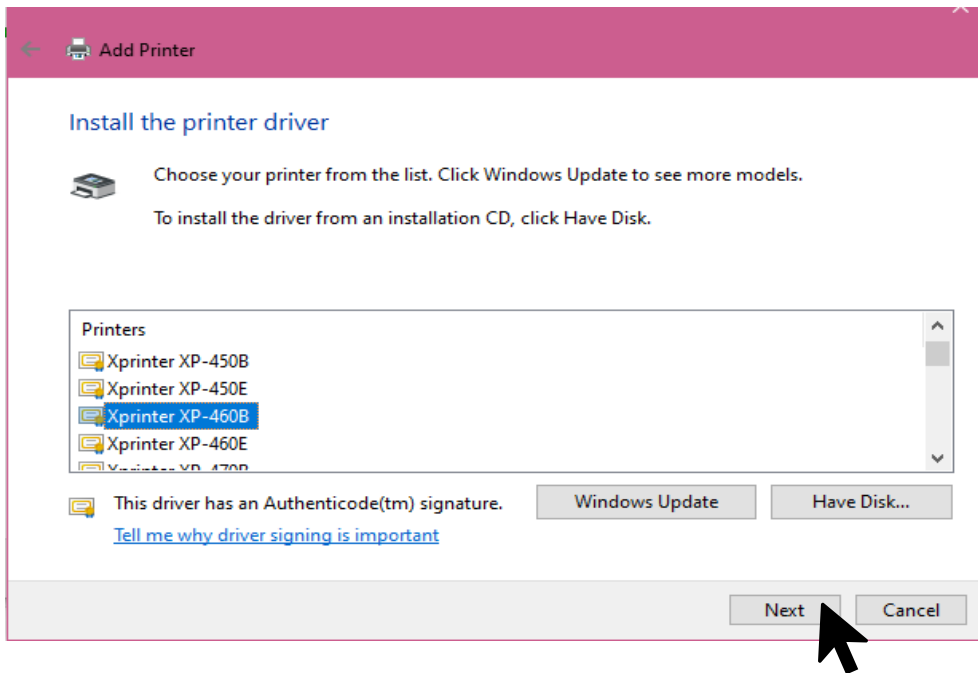 Add Printer
Install the printer driver
Choose your printer from the list. Click Windows Update to see more models.
To install the driver from an installation CD, click Have Disk.
Printers
Xprinter XP-450B
Xprinter XP-450E
Xprinter XP-460B
Xprinter XP-460E
Xprinter XP-470B
This driver has an Authenticode(tm) signature.
Windows Update
Have Disk...
Tell me why driver signing is important
Next
Cancel